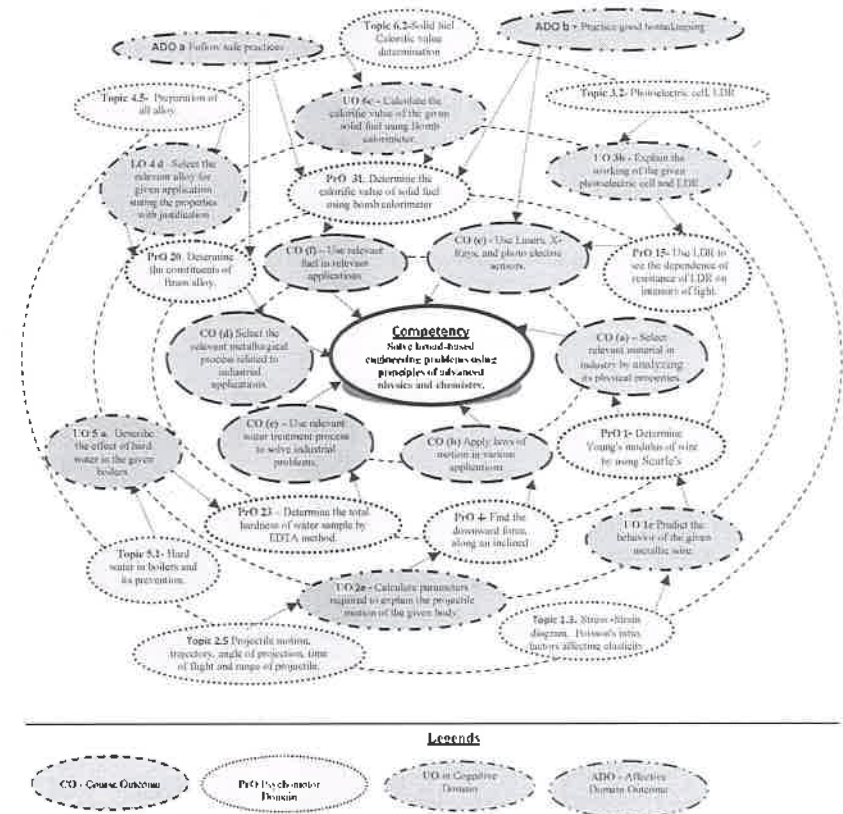 Topic 6.2-Solid fuel
Calorific value
determination
ADO a Follow safe practices
ADO b - Practice good housekeeping
Topic 4.5- Preparation of
all alloy.
UO 6c - Calculate the
calorific value of the given
solid fuel using Bomb
calorimeter.
Topic 3.2- Photoelectric cell, LDR
UO 4d - Select the
relevant alloy for
given application
stating the properties
with justification
PrO 31. Determine the
calorific value of solid fuel
using bomb calorimeter
UO 3b - Explain the
working of the given
photoelectric cell and LDR
PrO 20. Determine
the constituents of
Brass alloy.
CO (f) - Use relevant
fuel in relevant
applications
CO (c) - Use Lasers, X-
Rays, and photo electric
sensors.
PrO 15- Use LDR to
see the dependence of
resistance of LDR on
intensity of light.
CO (d) Select the
relevant metallurgical
process related to
industrial
applications.
Competency
Solve broad-based
engineering problems using
principles of advanced
physics and chemistry.
CO (a) - Select
relevant material in
industry by analyzing
its physical properties.
UO 5 a. Describe
the effect of hard
water in the given
boilers
CO (e) - Use relevant
water treatment process
to solve industrial
problems.
CO (b) Apply laws of
motion in various
applications
PrO 1- Determine
Young's modulus of wire
by using Searle's
PrO 23 - Determine the total
hardness of water sample by
EDTA method.
PrO 4- Find the
downward force,
along an inclined
UO 1c Predict the
behavior of the given
metallic wire
Topic 5.1- Hard
water in boilers and
its prevention.
UO 2e - Calculate parameters
required to explain the projectile
motion of the given body.
Topic 2.5 Projectile motion,
trajectory, angle of projection, time
of flight and range of projectile.
Topic 1.3. Stress -Strain
diagram. Poisson's ratio,
factors affecting elasticity
Legends
CO - Course Outcome
PrO Psychomotor
Domain
UO in Cognitive
Domain
ADO - Affective
Domain Outcome